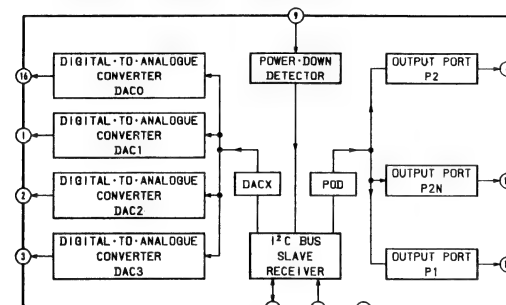 9
DIGITAL·TO·ANALOGUE
CONVERTER
DAC0
16
POWER·DOWN
DETECTOR
OUTPUT PORT
P2
DIGITAL·TO·ANALOGUE
CONVERTER
DAC1
1
DIGITAL·TO·ANALOGUE
CONVERTER
DAC2
2
DACX
POD
OUTPUT PORT
P2N
DIGITAL·TO·ANALOGUE
CONVERTER
DAC3
3
I²C BUS
SLAVE
RECEIVER
OUTPUT PORT
P1